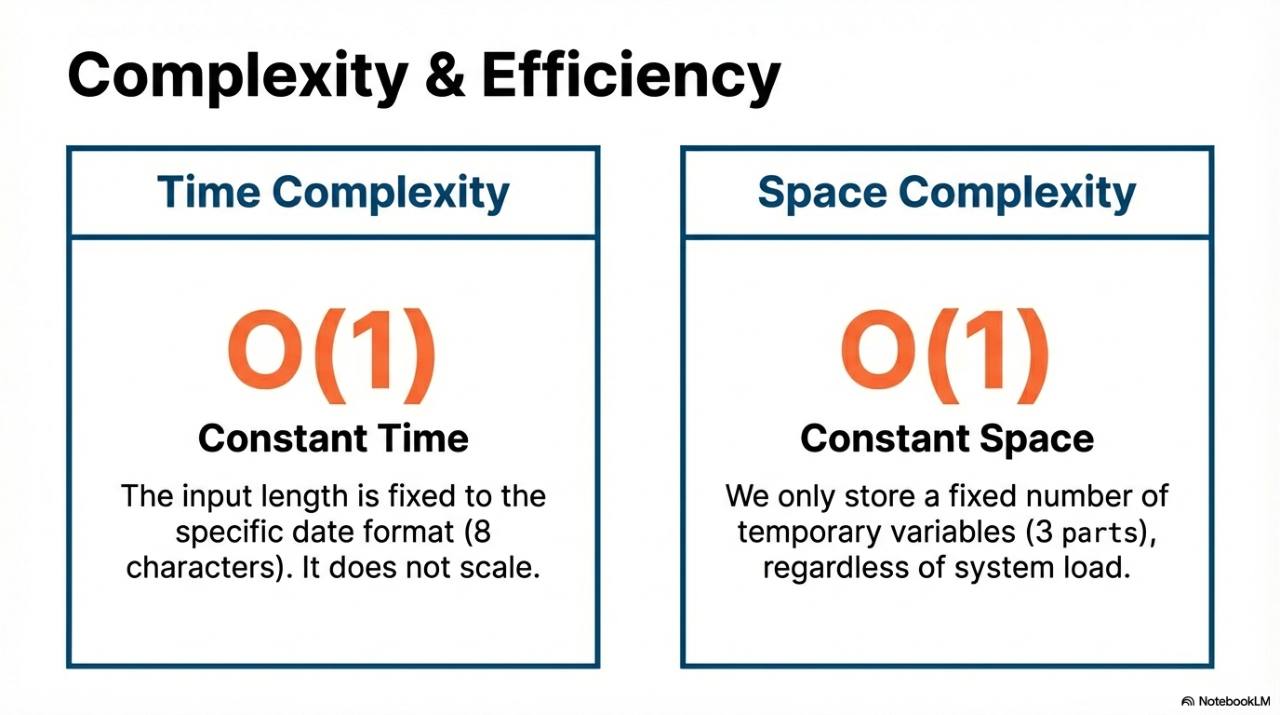 Complexity & Efficiency
Time Complexity
O(1)
Constant Time
The input length is fixed to the
specific date format (8
characters). It does not scale.
Space Complexity
O(1)
Constant Space
We only store a fixed number of
temporary variables (3 parts),
regardless of system load.
NotebookLM